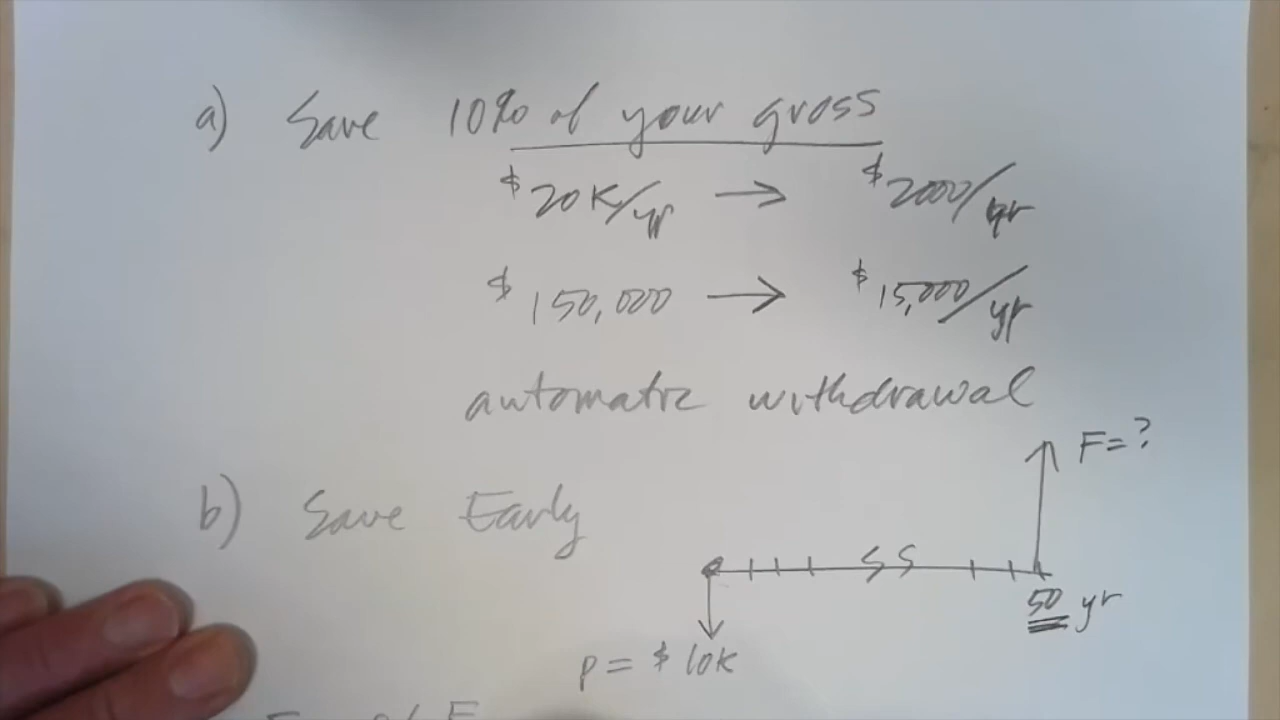 a) Save 10% of your gross
$20K/yr → $2000/yr
$150,000 → $15,000/yr
automatic withdrawal
F=?
b) Save Early
50 yr
P = $10K